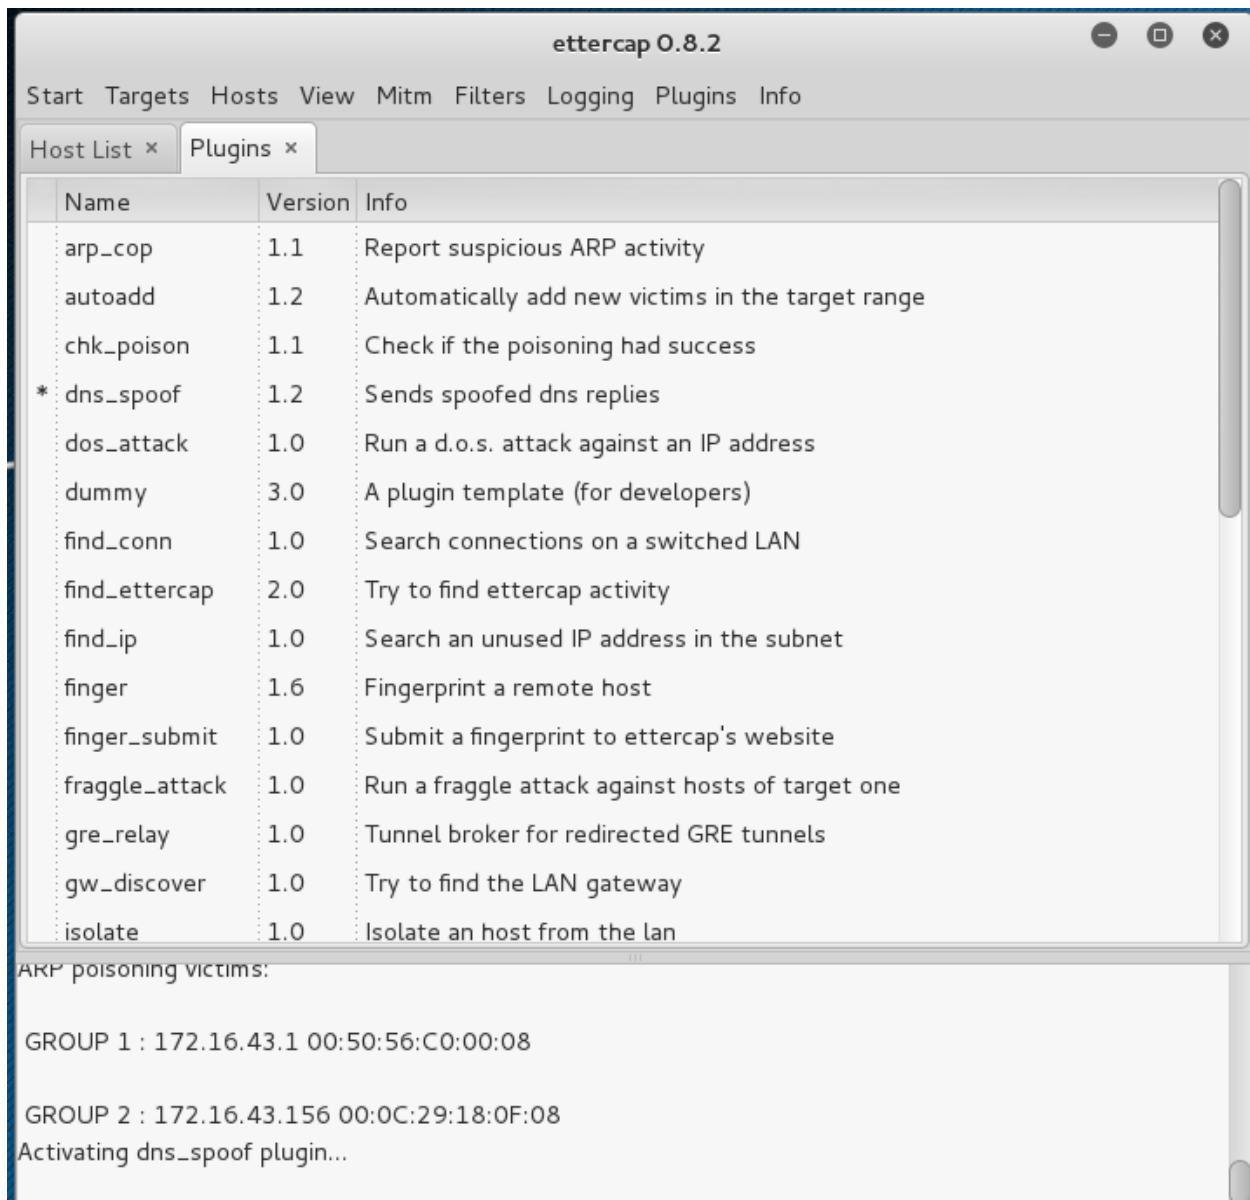 ettercap 0.8.2
Start Targets Hosts View Mitm Filters Logging Plugins Info
Host List × Plugins ×
Name Version Info
arp_cop 1.1 Report suspicious ARP activity
autoadd 1.2 Automatically add new victims in the target range
chk_poison 1.1 Check if the poisoning had success
* dns_spoof 1.2 Sends spoofed dns replies
dos_attack 1.0 Run a d.o.s. attack against an IP address
dummy 3.0 A plugin template (for developers)
find_conn 1.0 Search connections on a switched LAN
find_ettercap 2.0 Try to find ettercap activity
find_ip 1.0 Search an unused IP address in the subnet
finger 1.6 Fingerprint a remote host
finger_submit 1.0 Submit a fingerprint to ettercap's website
fraggle_attack 1.0 Run a fraggle attack against hosts of target one
gre_relay 1.0 Tunnel broker for redirected GRE tunnels
gw_discover 1.0 Try to find the LAN gateway
isolate 1.0 Isolate an host from the lan
ARP poisoning victims:
GROUP 1 : 172.16.43.1 00:50:56:C0:00:08
GROUP 2 : 172.16.43.156 00:0C:29:18:0F:08
Activating dns_spoof plugin...